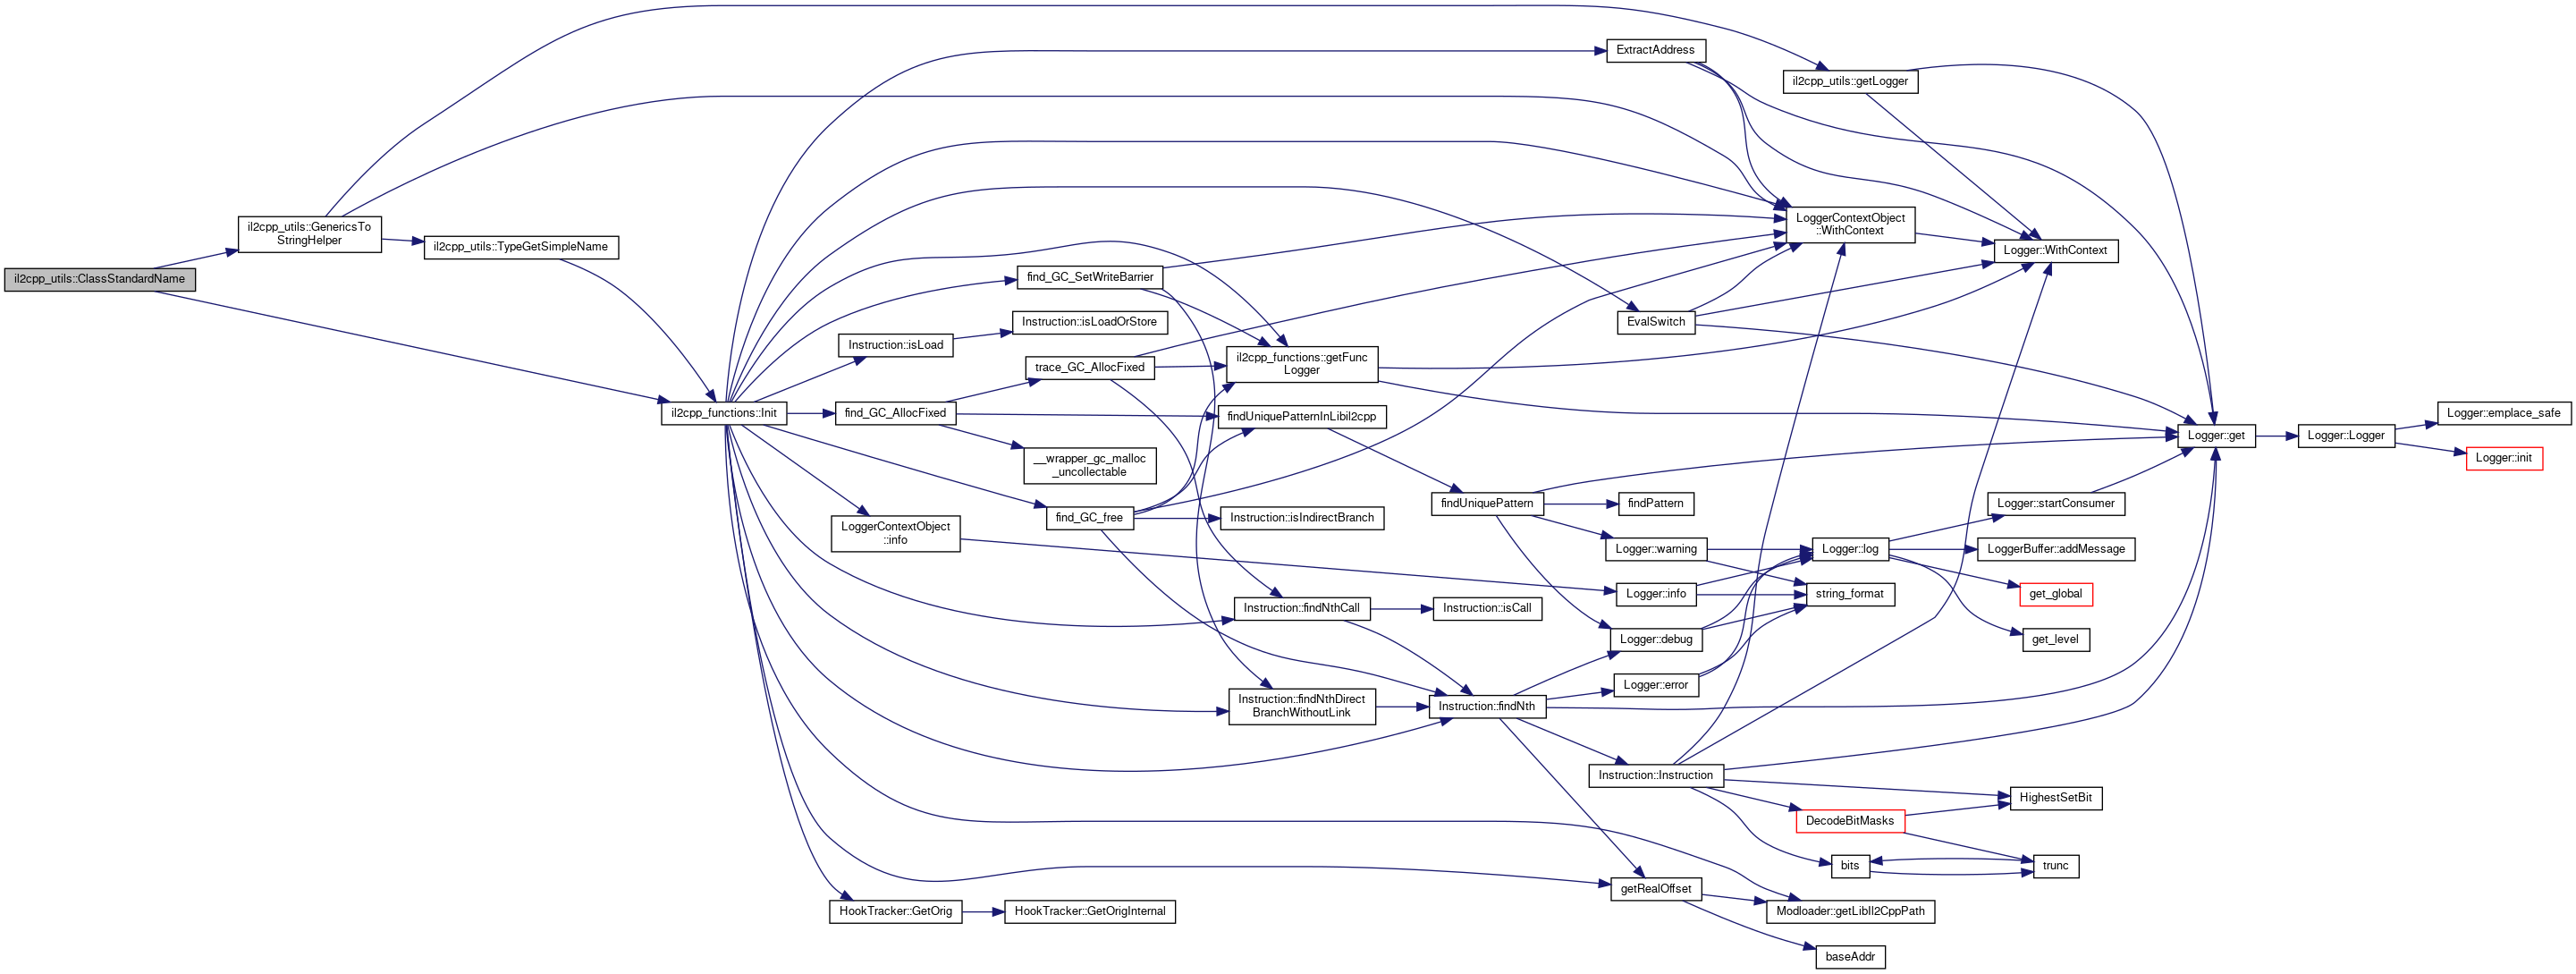 il2cpp_utils::ClassStandardName
il2cpp_utils::GenericsTo
StringHelper
il2cpp_utils::TypeGetSimpleName
il2cpp_functions::Init
ExtractAddress
il2cpp_utils::getLogger
LoggerContextObject
::WithContext
Logger::WithContext
find_GC_SetWriteBarrier
Instruction::isLoadOrStore
Instruction::isLoad
EvalSwitch
trace_GC_AllocFixed
il2cpp_functions::getFunc
Logger
find_GC_AllocFixed
findUniquePatternInLibil2cpp
__wrapper_gc_malloc
_uncollectable
Logger::get
Logger::Logger
Logger::emplace_safe
Logger::init
find_GC_free
Instruction::isIndirectBranch
findUniquePattern
findPattern
Logger::startConsumer
LoggerContextObject
::info
Logger::warning
Logger::log
LoggerBuffer::addMessage
Logger::info
string_format
get_global
Instruction::findNthCall
Instruction::isCall
Logger::debug
get_level
Instruction::findNthDirect
BranchWithoutLink
Instruction::findNth
Logger::error
Instruction::Instruction
HighestSetBit
DecodeBitMasks
bits
trunc
getRealOffset
HookTracker::GetOrig
HookTracker::GetOrigInternal
Modloader::getLibIl2CppPath
baseAddr